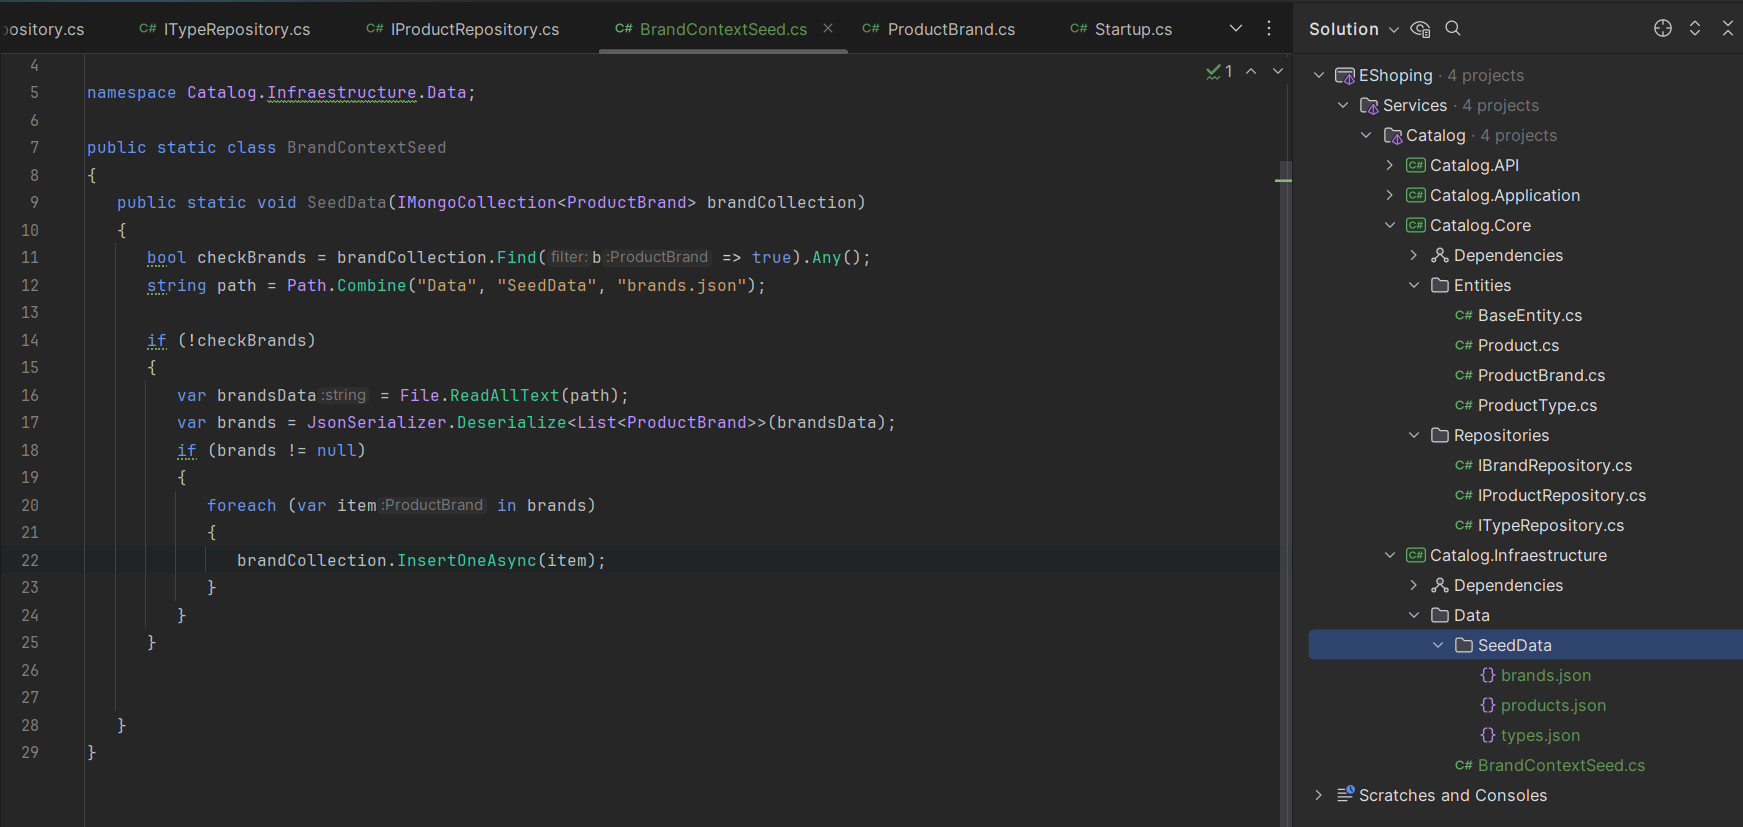 ository.cs
C# ITypeRepository.cs
C# IProductRepository.cs
C# BrandContextSeed.cs
C# ProductBrand.cs
C# Startup.cs
1
4
5 namespace Catalog.Infraestructure.Data;
6
7 public static class BrandContextSeed
8 {
9 public static void SeedData(IMongoCollection<ProductBrand> brandCollection)
10 {
11 bool checkBrands = brandCollection.Find(filter: b :ProductBrand => true).Any();
12 string path = Path.Combine("Data", "SeedData", "brands.json");
13
14 if (!checkBrands)
15 {
16 var brandsData :string = File.ReadAllText(path);
17 var brands = JsonSerializer.Deserialize<List<ProductBrand>>(brandsData);
18 if (brands != null)
19 {
20 foreach (var item :ProductBrand in brands)
21 {
22 brandCollection.InsertOneAsync(item);
23 }
24 }
25 }
26
27
28 }
29 }
Solution
EShoping · 4 projects
Services · 4 projects
Catalog · 4 projects
C# Catalog.API
C# Catalog.Application
C# Catalog.Core
Dependencies
Entities
C# BaseEntity.cs
C# Product.cs
C# ProductBrand.cs
C# ProductType.cs
Repositories
C# IBrandRepository.cs
C# IProductRepository.cs
C# ITypeRepository.cs
C# Catalog.Infraestructure
Dependencies
Data
SeedData
{} brands.json
{} products.json
{} types.json
C# BrandContextSeed.cs
Scratches and Consoles